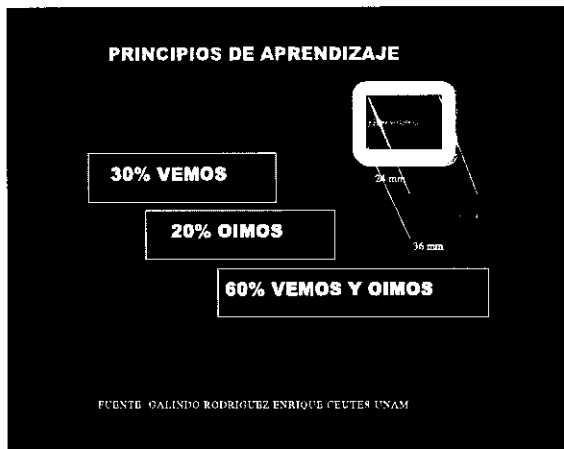 PRINCIPIOS DE APRENDIZAJE
30% VEMOS
24 mm
20% OIMOS
36 mm
60% VEMOS Y OIMOS
FUENTE GALINDO RODRIGUEZ ENRIQUE CEUTES UNAM